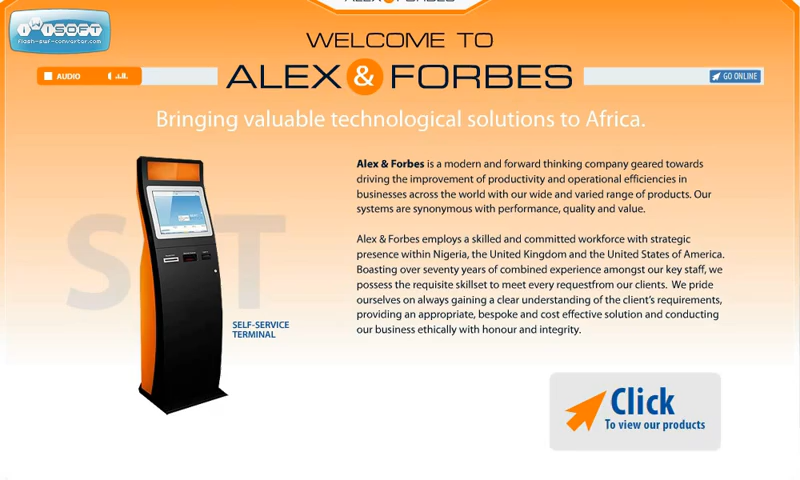 ALEX & FORBES
iWiSOFT
flash-swf-converter.com
WELCOME TO
AUDIO
ALEX & FORBES
GO ONLINE
Bringing valuable technological solutions to Africa.
Alex & Forbes is a modern and forward thinking company geared towards
driving the improvement of productivity and operational efficiencies in
businesses across the world with our wide and varied range of products. Our
systems are synonymous with performance, quality and value.
Alex & Forbes employs a skilled and committed workforce with strategic
presence within Nigeria, the United Kingdom and the United States of America.
Boasting over seventy years of combined experience amongst our key staff, we
possess the requisite skillset to meet every requestfrom our clients. We pride
ourselves on always gaining a clear understanding of the client's requirements,
providing an appropriate, bespoke and cost effective solution and conducting
our business ethically with honour and integrity.
S T
SELF-SERVICE
TERMINAL
Click
To view our products